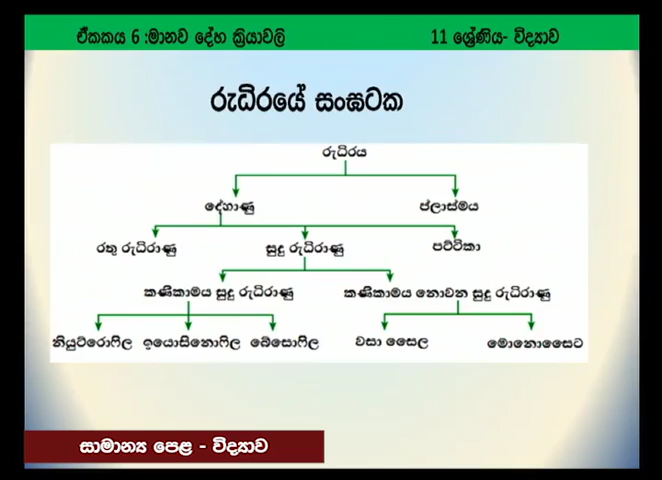 ඒකකය 6 :මානව දේහ ක්‍රියාවලි
11 ශ්‍රේණිය- විද්‍යාව
රුධිරයේ සංඝටක
රුධිරය
දේහාණු ප්ලාස්මය
රතු රුධිරාණු සුදු රුධිරාණු පට්ටිකා
කණිකාමය සුදු රුධිරාණු කණිකාමය නොවන සුදු රුධිරාණු
නියුට්රොෆිල ඉයොසිනොෆිල බේසොෆිල වසා සෛල මොනොසෛට
සාමාන්‍ය පෙළ - විද්‍යාව